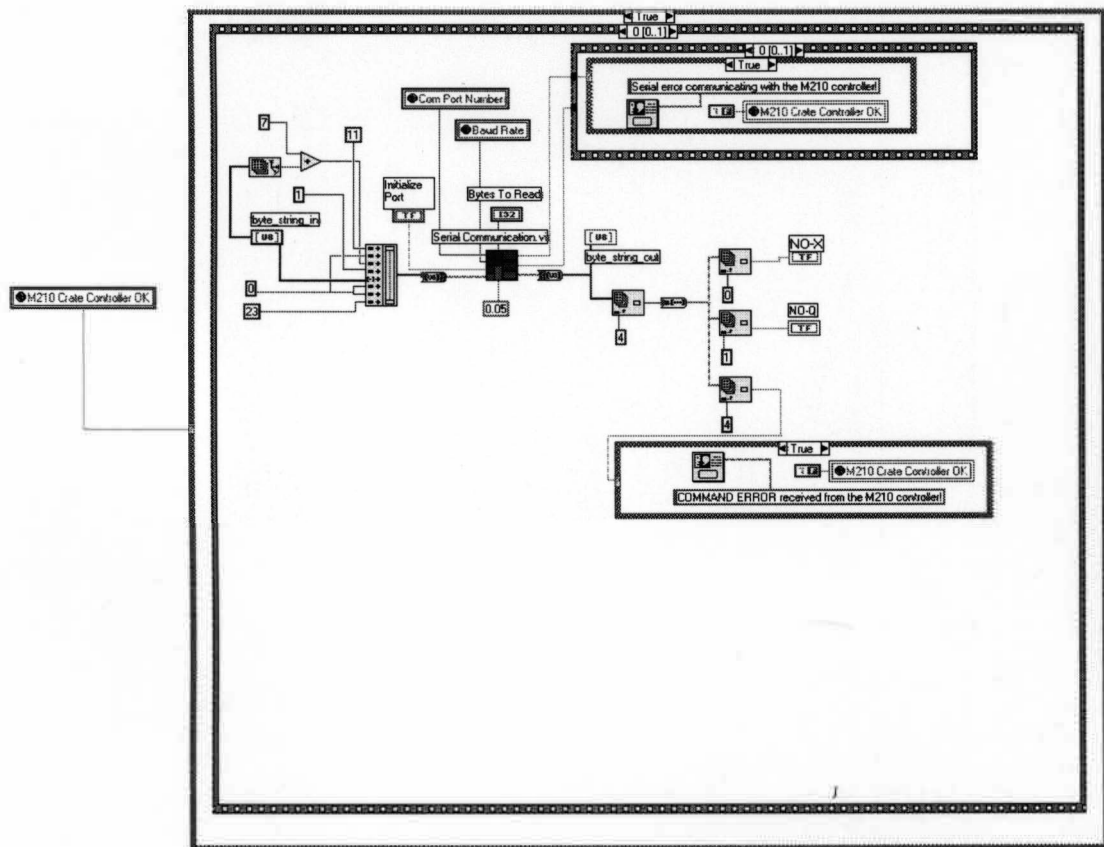 True
0 [0..1]
0 [0..1]
True
Serial error communicating with the M210 controller!
M210 Crate Controller OK
Com Port Number
Baud Rate
7
11
Initialize
Port
TF
Bytes To Read
I32
1
byte_string_in
[U8]
Serial Communication.vi
[U8]
byte_string_out
NO-X
TF
0
0
M210 Crate Controller OK
23
0.05
4
NO-Q
TF
1
4
True
M210 Crate Controller OK
COMMAND ERROR received from the M210 controller!